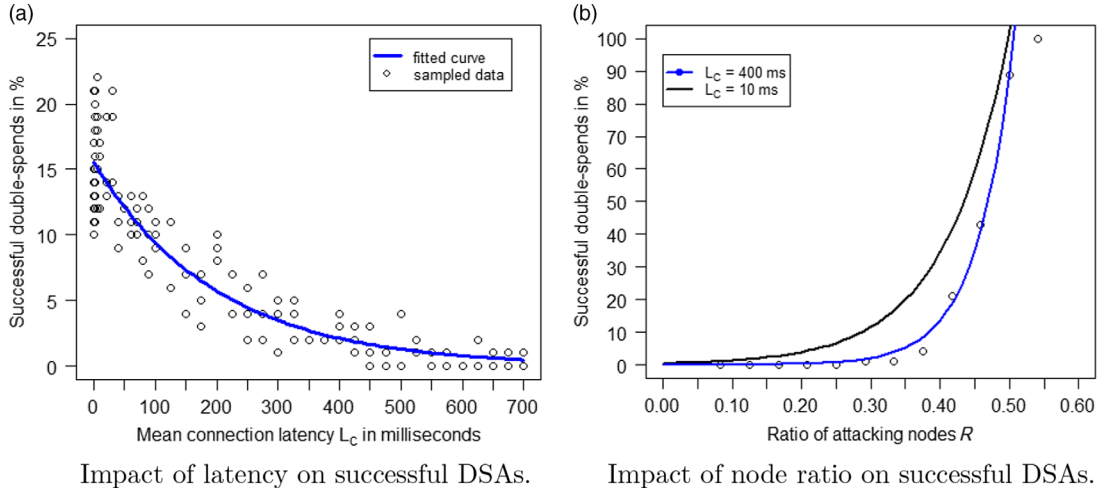 (a)
Successful double-spends in %
25
20
15
10
5
0
fitted curve
sampled data
0 100 200 300 400 500 600 700
Mean connection latency LC in milliseconds
Impact of latency on successful DSAs.
(b)
Successful double-spends in %
100
90
80
70
60
50
40
30
20
10
0
LC = 400 ms
LC = 10 ms
0.00 0.10 0.20 0.30 0.40 0.50 0.60
Ratio of attacking nodes R
Impact of node ratio on successful DSAs.